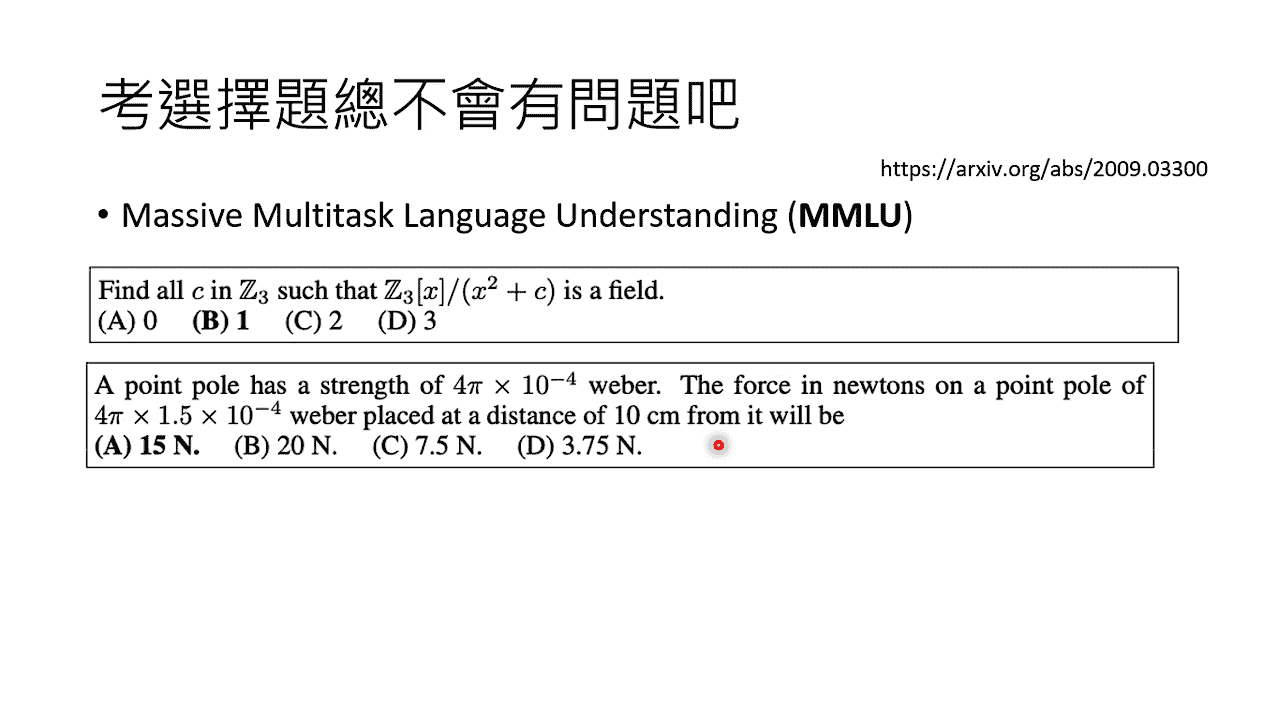 考選擇題總不會有問題吧
https://arxiv.org/abs/2009.03300
• Massive Multitask Language Understanding (MMLU)
Find all c in ℤ₃ such that ℤ₃[x]/(x² + c) is a field.
(A) 0 (B) 1 (C) 2 (D) 3
A point pole has a strength of 4π × 10⁻⁴ weber. The force in newtons on a point pole of
4π × 1.5 × 10⁻⁴ weber placed at a distance of 10 cm from it will be
(A) 15 N. (B) 20 N. (C) 7.5 N. (D) 3.75 N.